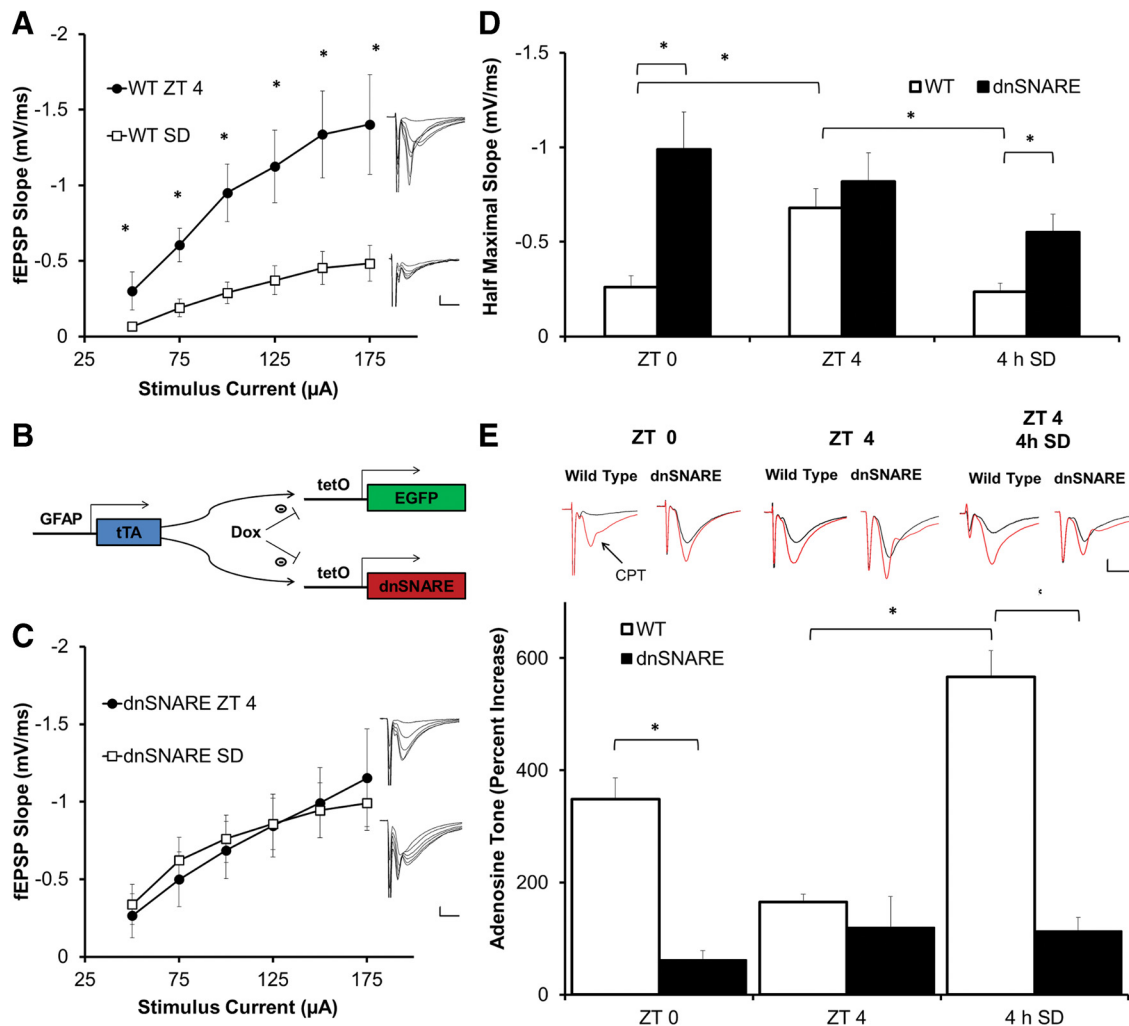 A
fEPSP Slope (mV/ms)
-2
-1.5
-1
-0.5
0
WT ZT 4
WT SD
* * * * * *
25 75 125 175
Stimulus Current (µA)
B
GFAP
tTA
Dox
tetO
EGFP
tetO
dnSNARE
C
fEPSP Slope (mV/ms)
-2
-1.5
-1
-0.5
0
dnSNARE ZT 4
dnSNARE SD
25 75 125 175
Stimulus Current (µA)
D
Half Maximal Slope (mV/ms)
-1.5
-1
-0.5
0
WT dnSNARE
* * * *
ZT 0 ZT 4 4 h SD
E
ZT 0 ZT 4 ZT 4
4h SD
Wild Type dnSNARE Wild Type dnSNARE Wild Type dnSNARE
CPT
Adenosine Tone (Percent Increase)
600
400
200
0
WT
dnSNARE
* *
ZT 0 ZT 4 4 h SD